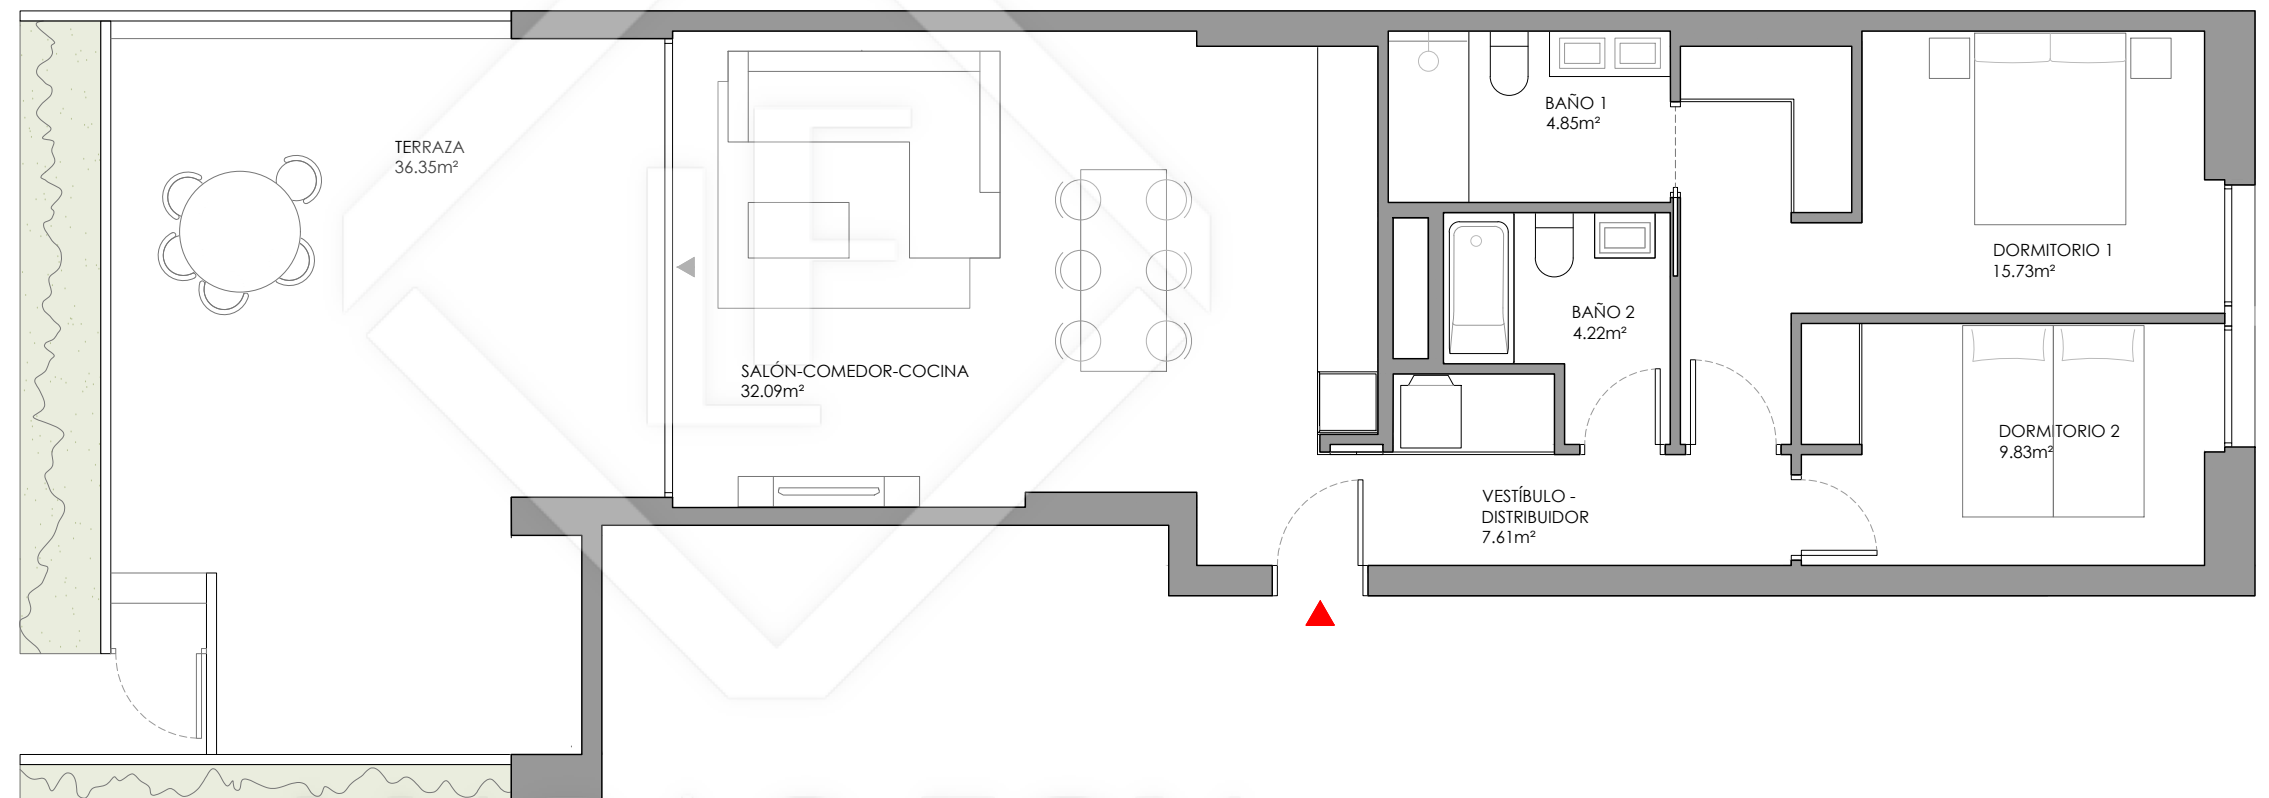 TERRAZA
36.35m²
SALÓN-COMEDOR-COCINA
32.09m²
BAÑO 1
4.85m²
BAÑO 2
4.22m²
VESTÍBULO -
DISTRIBUIDOR
7.61m²
DORMITORIO 1
15.73m²
DORMITORIO 2
9.83m²